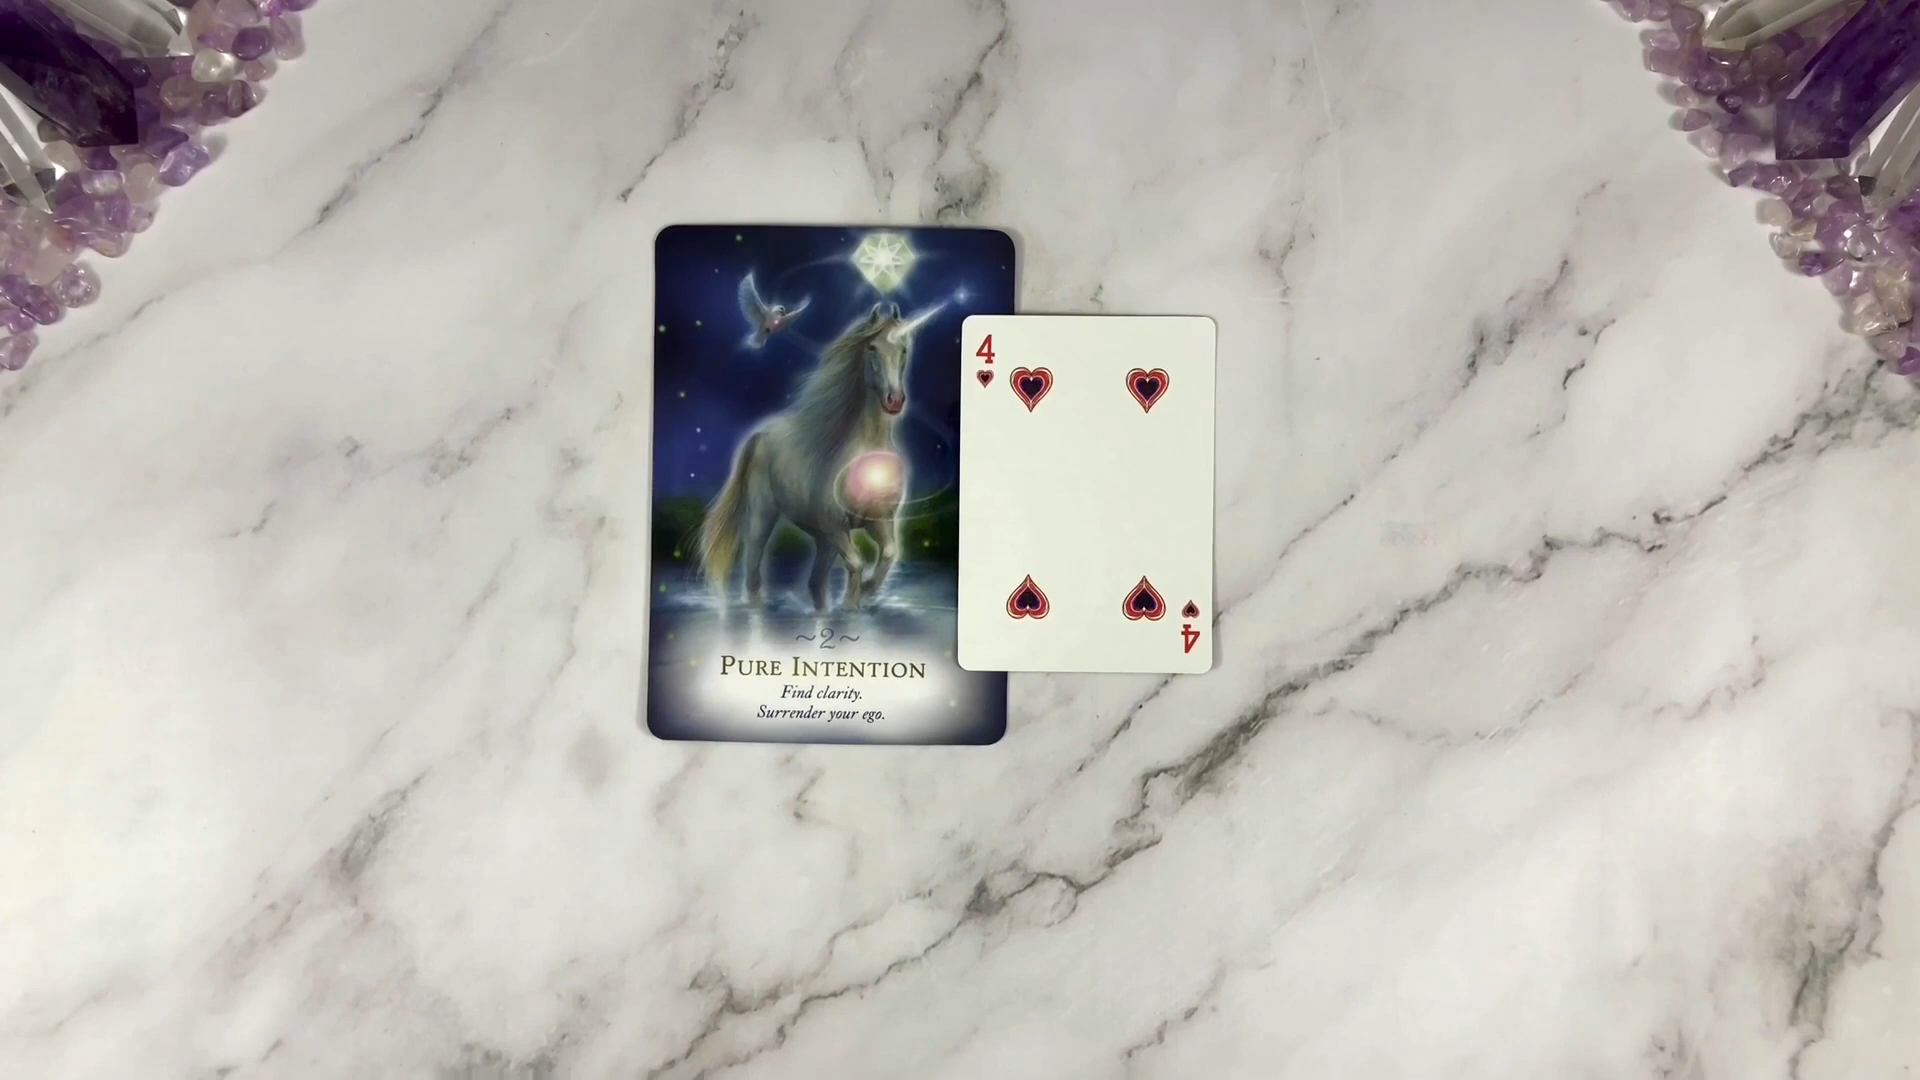 ~2~
PURE INTENTION
Find clarity.
Surrender your ego.
4
4